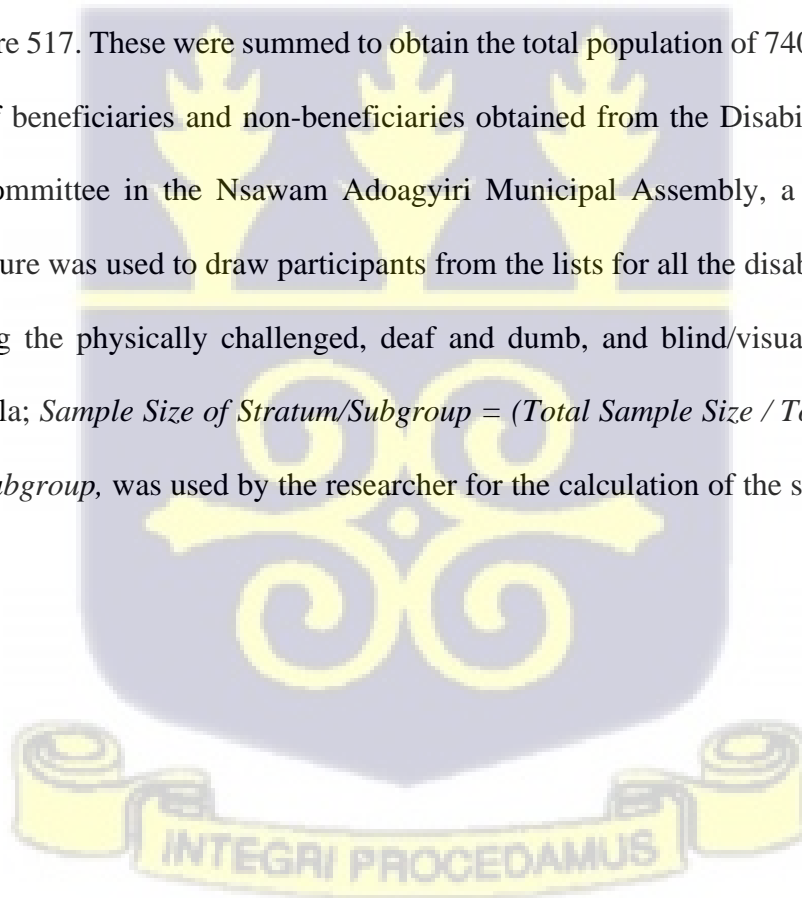 re 517. These were summed to obtain the total population of 740
f beneficiaries and non-beneficiaries obtained from the Disabi
ommittee in the Nsawam Adoagyiri Municipal Assembly, a
ure was used to draw participants from the lists for all the disab
g the physically challenged, deaf and dumb, and blind/visua
la; Sample Size of Stratum/Subgroup = (Total Sample Size / To
bgroup, was used by the researcher for the calculation of the s
INTEGRI PROCEDAMUS